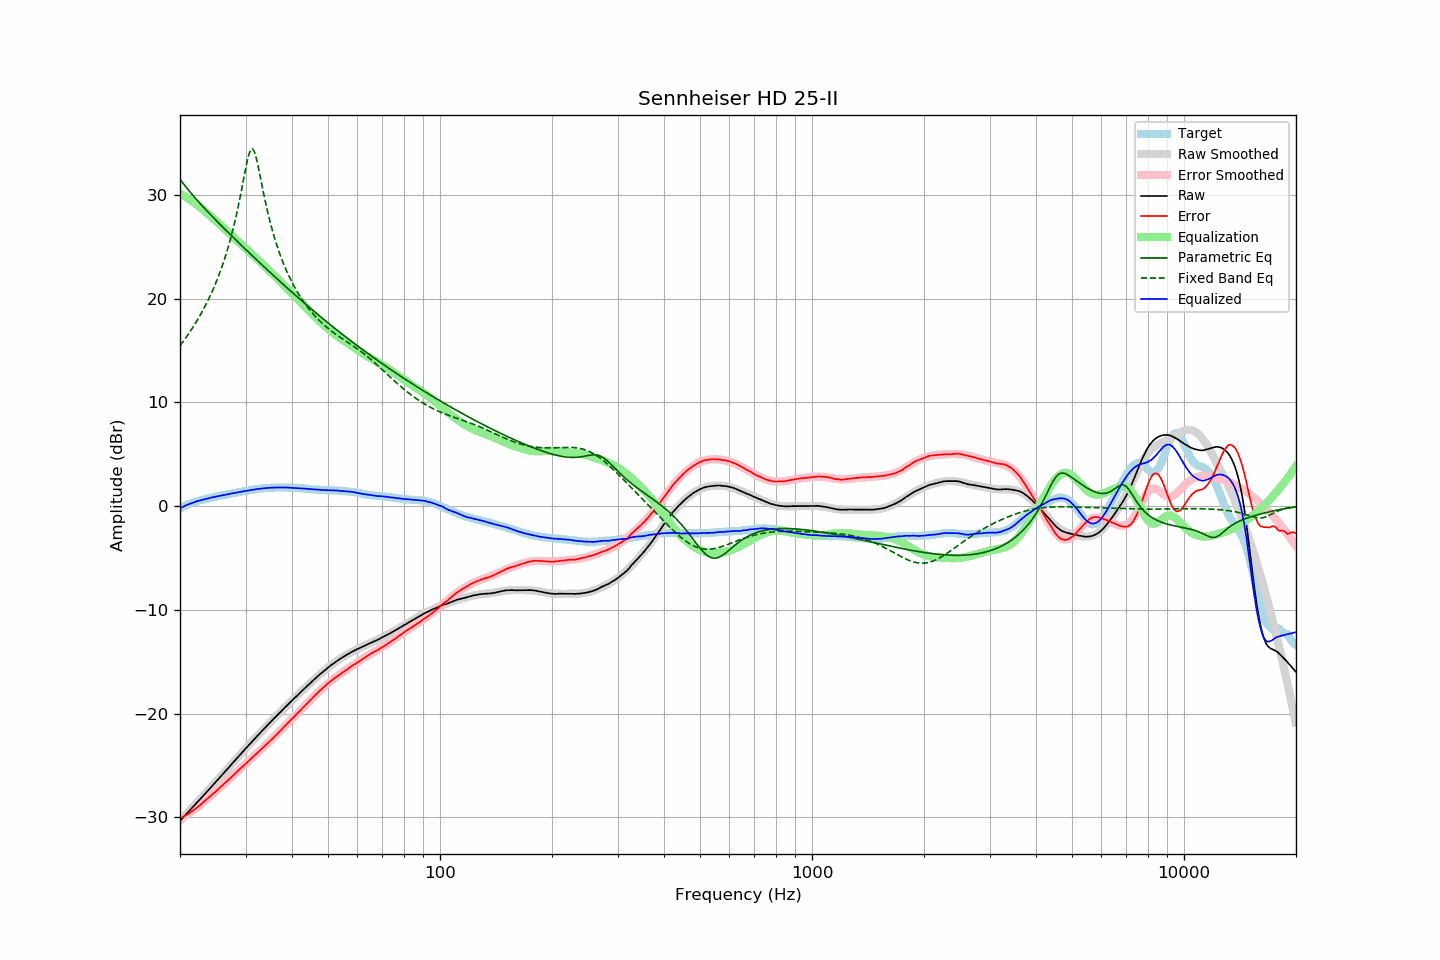 Sennheiser HD 25-II
Target
Raw Smoothed
Error Smoothed
Raw
Error
Equalization
Parametric Eq
Fixed Band Eq
Equalized
30
20
10
0
−10
−20
−30
Amplitude (dBr)
100
1000
10000
Frequency (Hz)